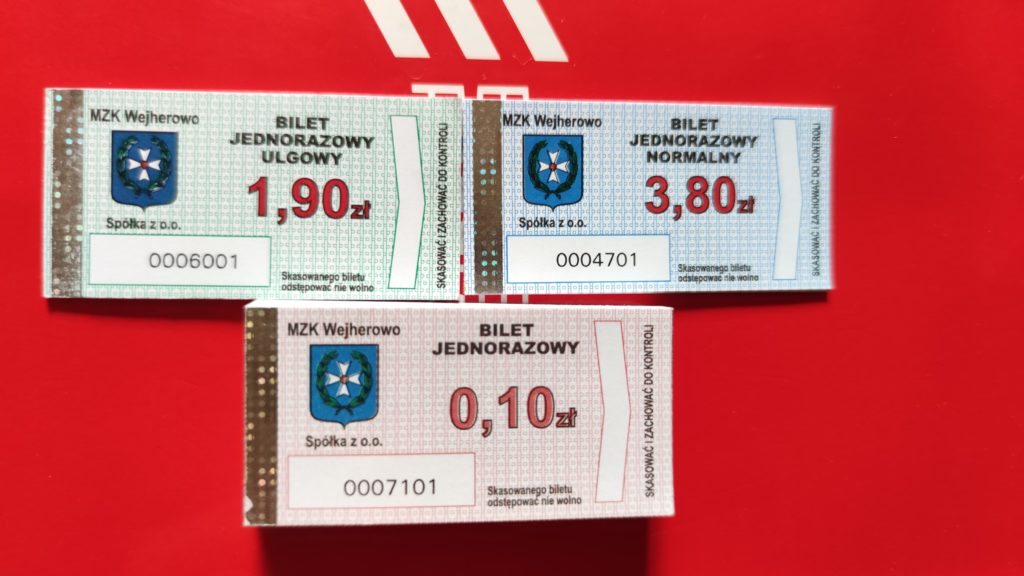 MZK Wejherowo
BILET
JEDNORAZOWY
ULGOWY
1,90zł
Spółka z o.o.
0006001
Skasowanego biletu
odstępować nie wolno
SKASOWAĆ I ZACHOWAĆ DO KONTROLI
MZK Wejherowo
BILET
JEDNORAZOWY
NORMALNY
3,80zł
Spółka z o.o.
0004701
Skasowanego biletu
odstępować nie wolno
SKASOWAĆ I ZACHOWAĆ DO KONTROLI
MZK Wejherowo
BILET
JEDNORAZOWY
0,10zł
Spółka z o.o.
0007101
Skasowanego biletu
odstępować nie wolno
SKASOWAĆ I ZACHOWAĆ DO KONTROLI